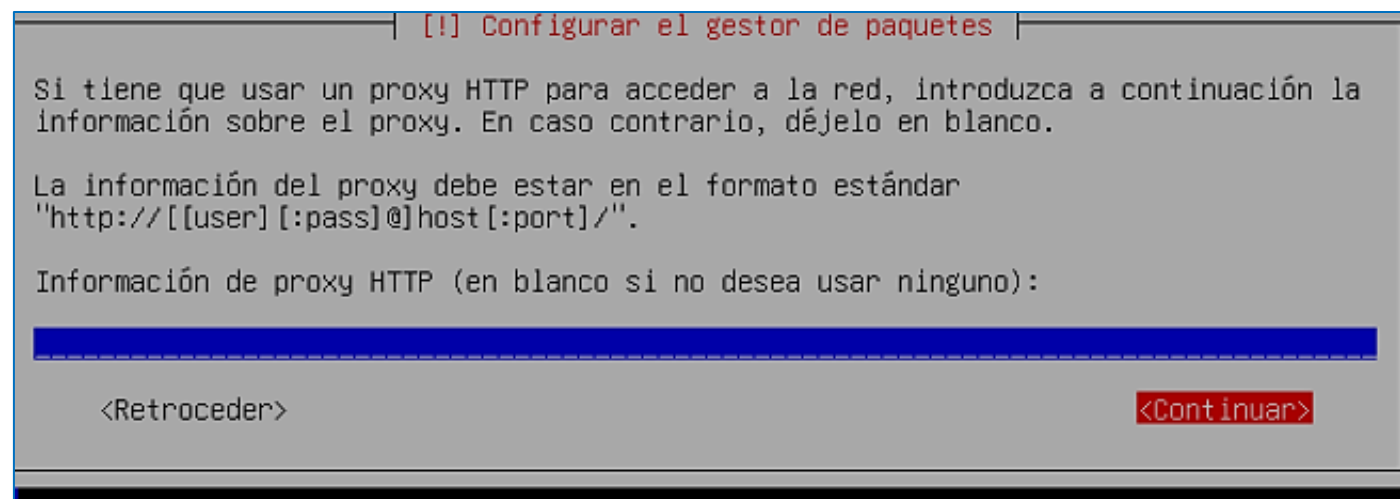 [!] Configurar el gestor de paquetes
Si tiene que usar un proxy HTTP para acceder a la red, introduzca a continuación la
información sobre el proxy. En caso contrario, déjelo en blanco.
La información del proxy debe estar en el formato estándar
"http://[[user][:pass]@]host[:port]/".
Información de proxy HTTP (en blanco si no desea usar ninguno):
<Retroceder> <Continuar>